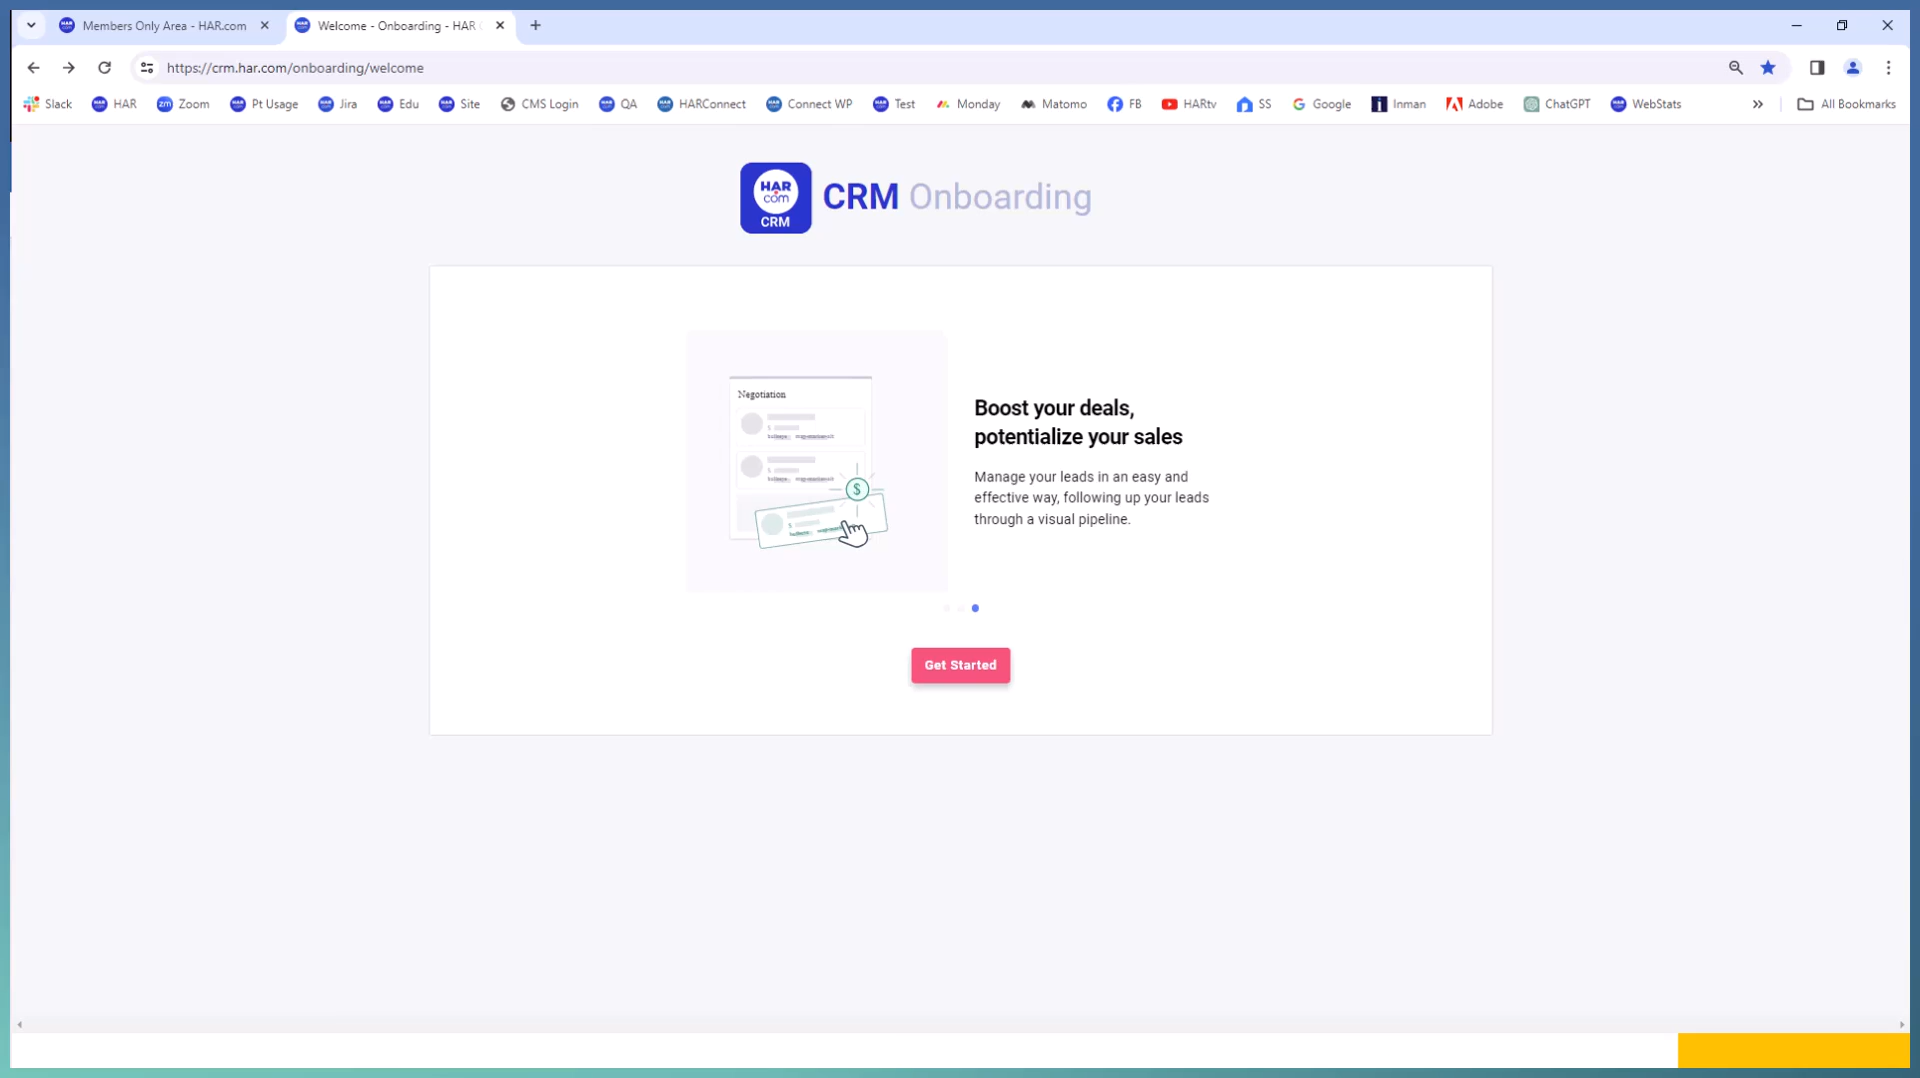 Members Only Area - HAR.com
Welcome - Onboarding - HAR
https://crm.har.com/onboarding/welcome
Slack HAR zm Zoom Pt Usage Jira Edu Site CMS Login QA HARConnect Connect WP Test Monday Matomo FB HARtv SS Google Inman Adobe ChatGPT WebStats » All Bookmarks
HAR
com
CRM
CRM Onboarding
Negotiation
$
$
$
$
Boost your deals,
potentialize your sales
Manage your leads in an easy and
effective way, following up your leads
through a visual pipeline.
Get Started